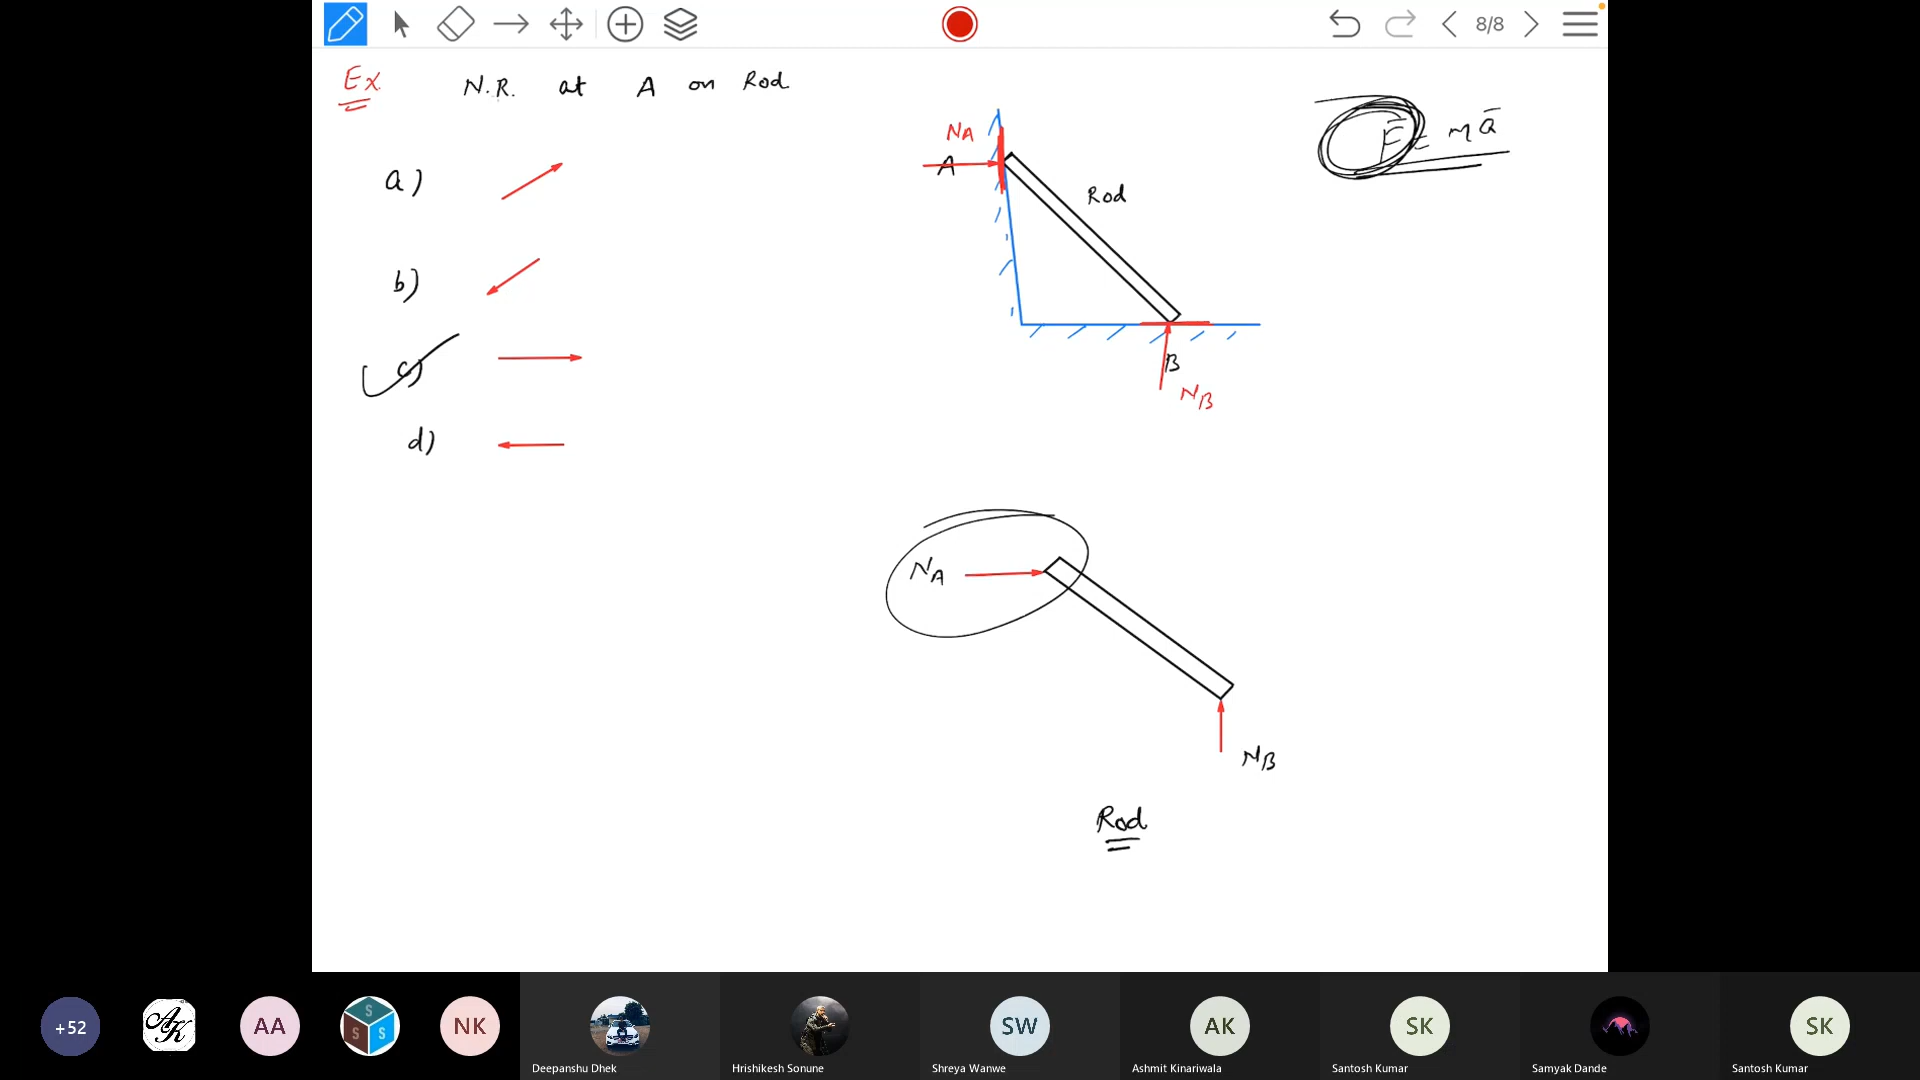 8/8
Ex N.R. at A on Rod
F = ma
NA
A
Rod
a)
b)
c)
B
NB
d)
NA
NB
Rod
+52
AK
AA
S
S S
NK
SW
AK
SK
SK
Deepanshu Dhek
Hrishikesh Sonune
Shreya Wanwe
Ashmit Kinariwala
Santosh Kumar
Samyak Dande
Santosh Kumar